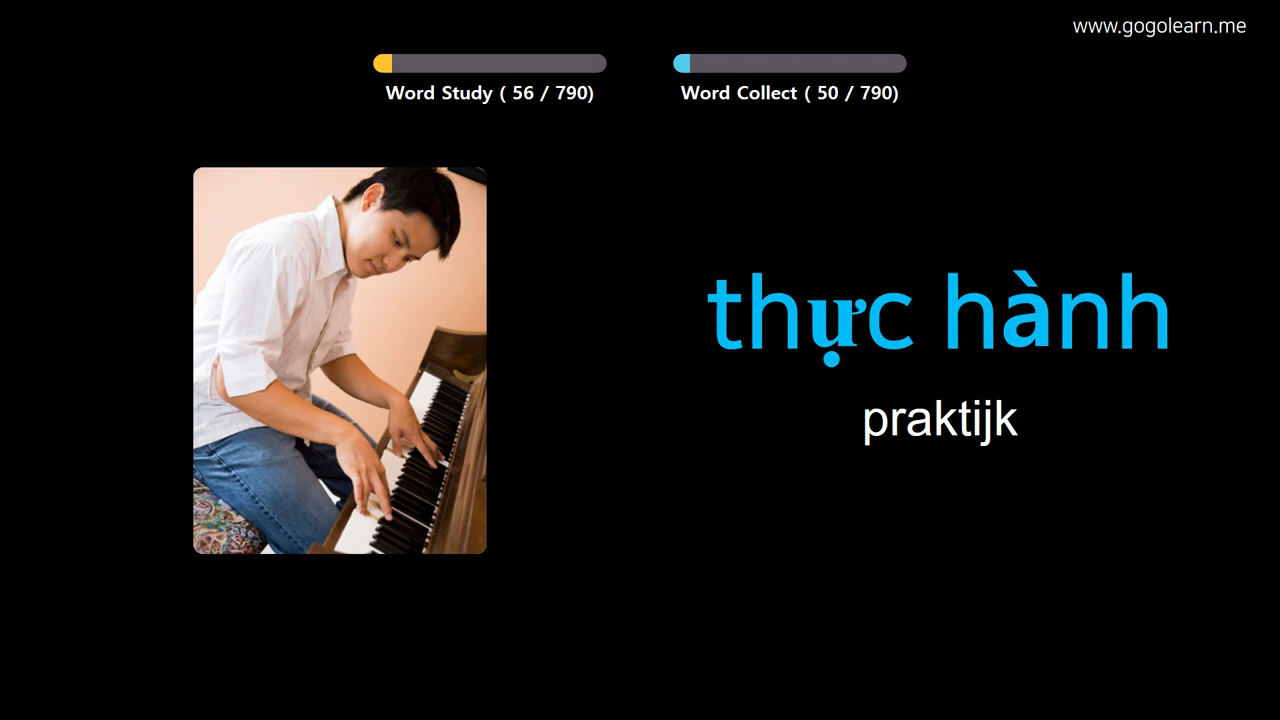 www.gogolearn.me
Word Study ( 56 / 790)
Word Collect ( 50 / 790)
thực hành
praktijk